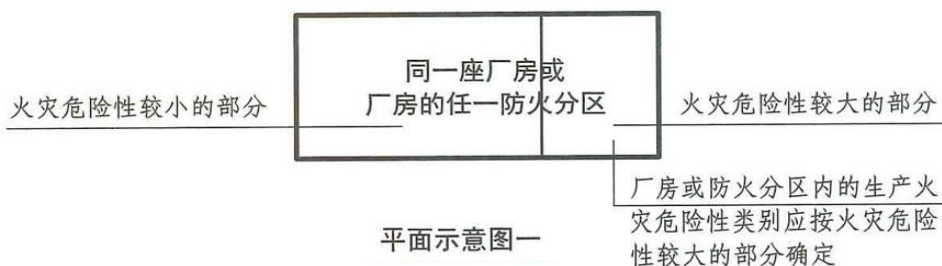 同一座厂房或
厂房的任一防火分区
火灾危险性较小的部分
火灾危险性较大的部分
厂房或防火分区内的生产火
灾危险性类别应按火灾危险
性较大的部分确定
平面示意图一